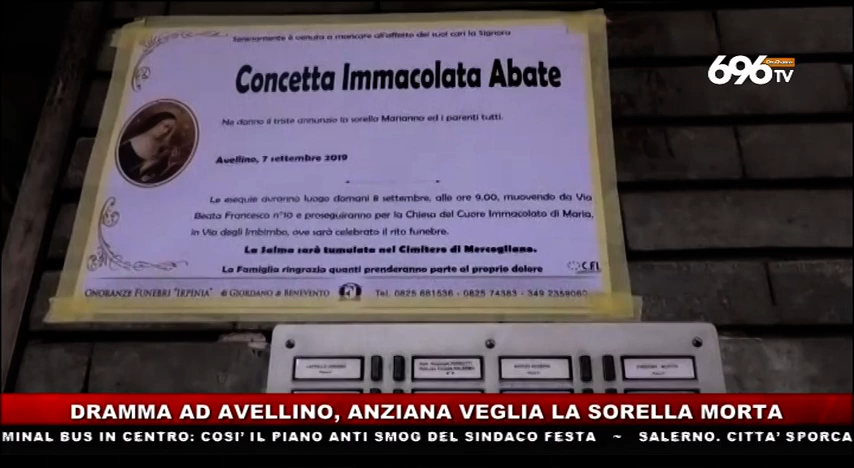 Serenamente è venuta a mancare all'affetto dei suoi cari la Signora
Concetta Immacolata Abate
Ne danno il triste annunzio la sorella Marianna ed i parenti tutti.
Avellino, 7 settembre 2019
Le esequie avranno luogo domani 8 settembre, alle ore 9.00, muovendo da Via
Beata Francesca n°10 e proseguiranno per la Chiesa del Cuore Immacolato di Maria,
in Via degli Imbimbo, ove sarà celebrato il rito funebre.
La Salma sarà tumulata nel Cimitero di Mercogliano.
La Famiglia ringrazia quanti prenderanno parte al proprio dolore
C.F.I.
ONORANZE FUNEBRI "IRPINIA" di GIORDANO & BENEVENTO Tel. 0825 681536 - 0825 74383 - 349 2359060
696 TV
OttoChannel
DRAMMA AD AVELLINO, ANZIANA VEGLIA LA SORELLA MORTA
MINAL BUS IN CENTRO: COSI' IL PIANO ANTI SMOG DEL SINDACO FESTA ~ SALERNO. CITTA' SPORCA